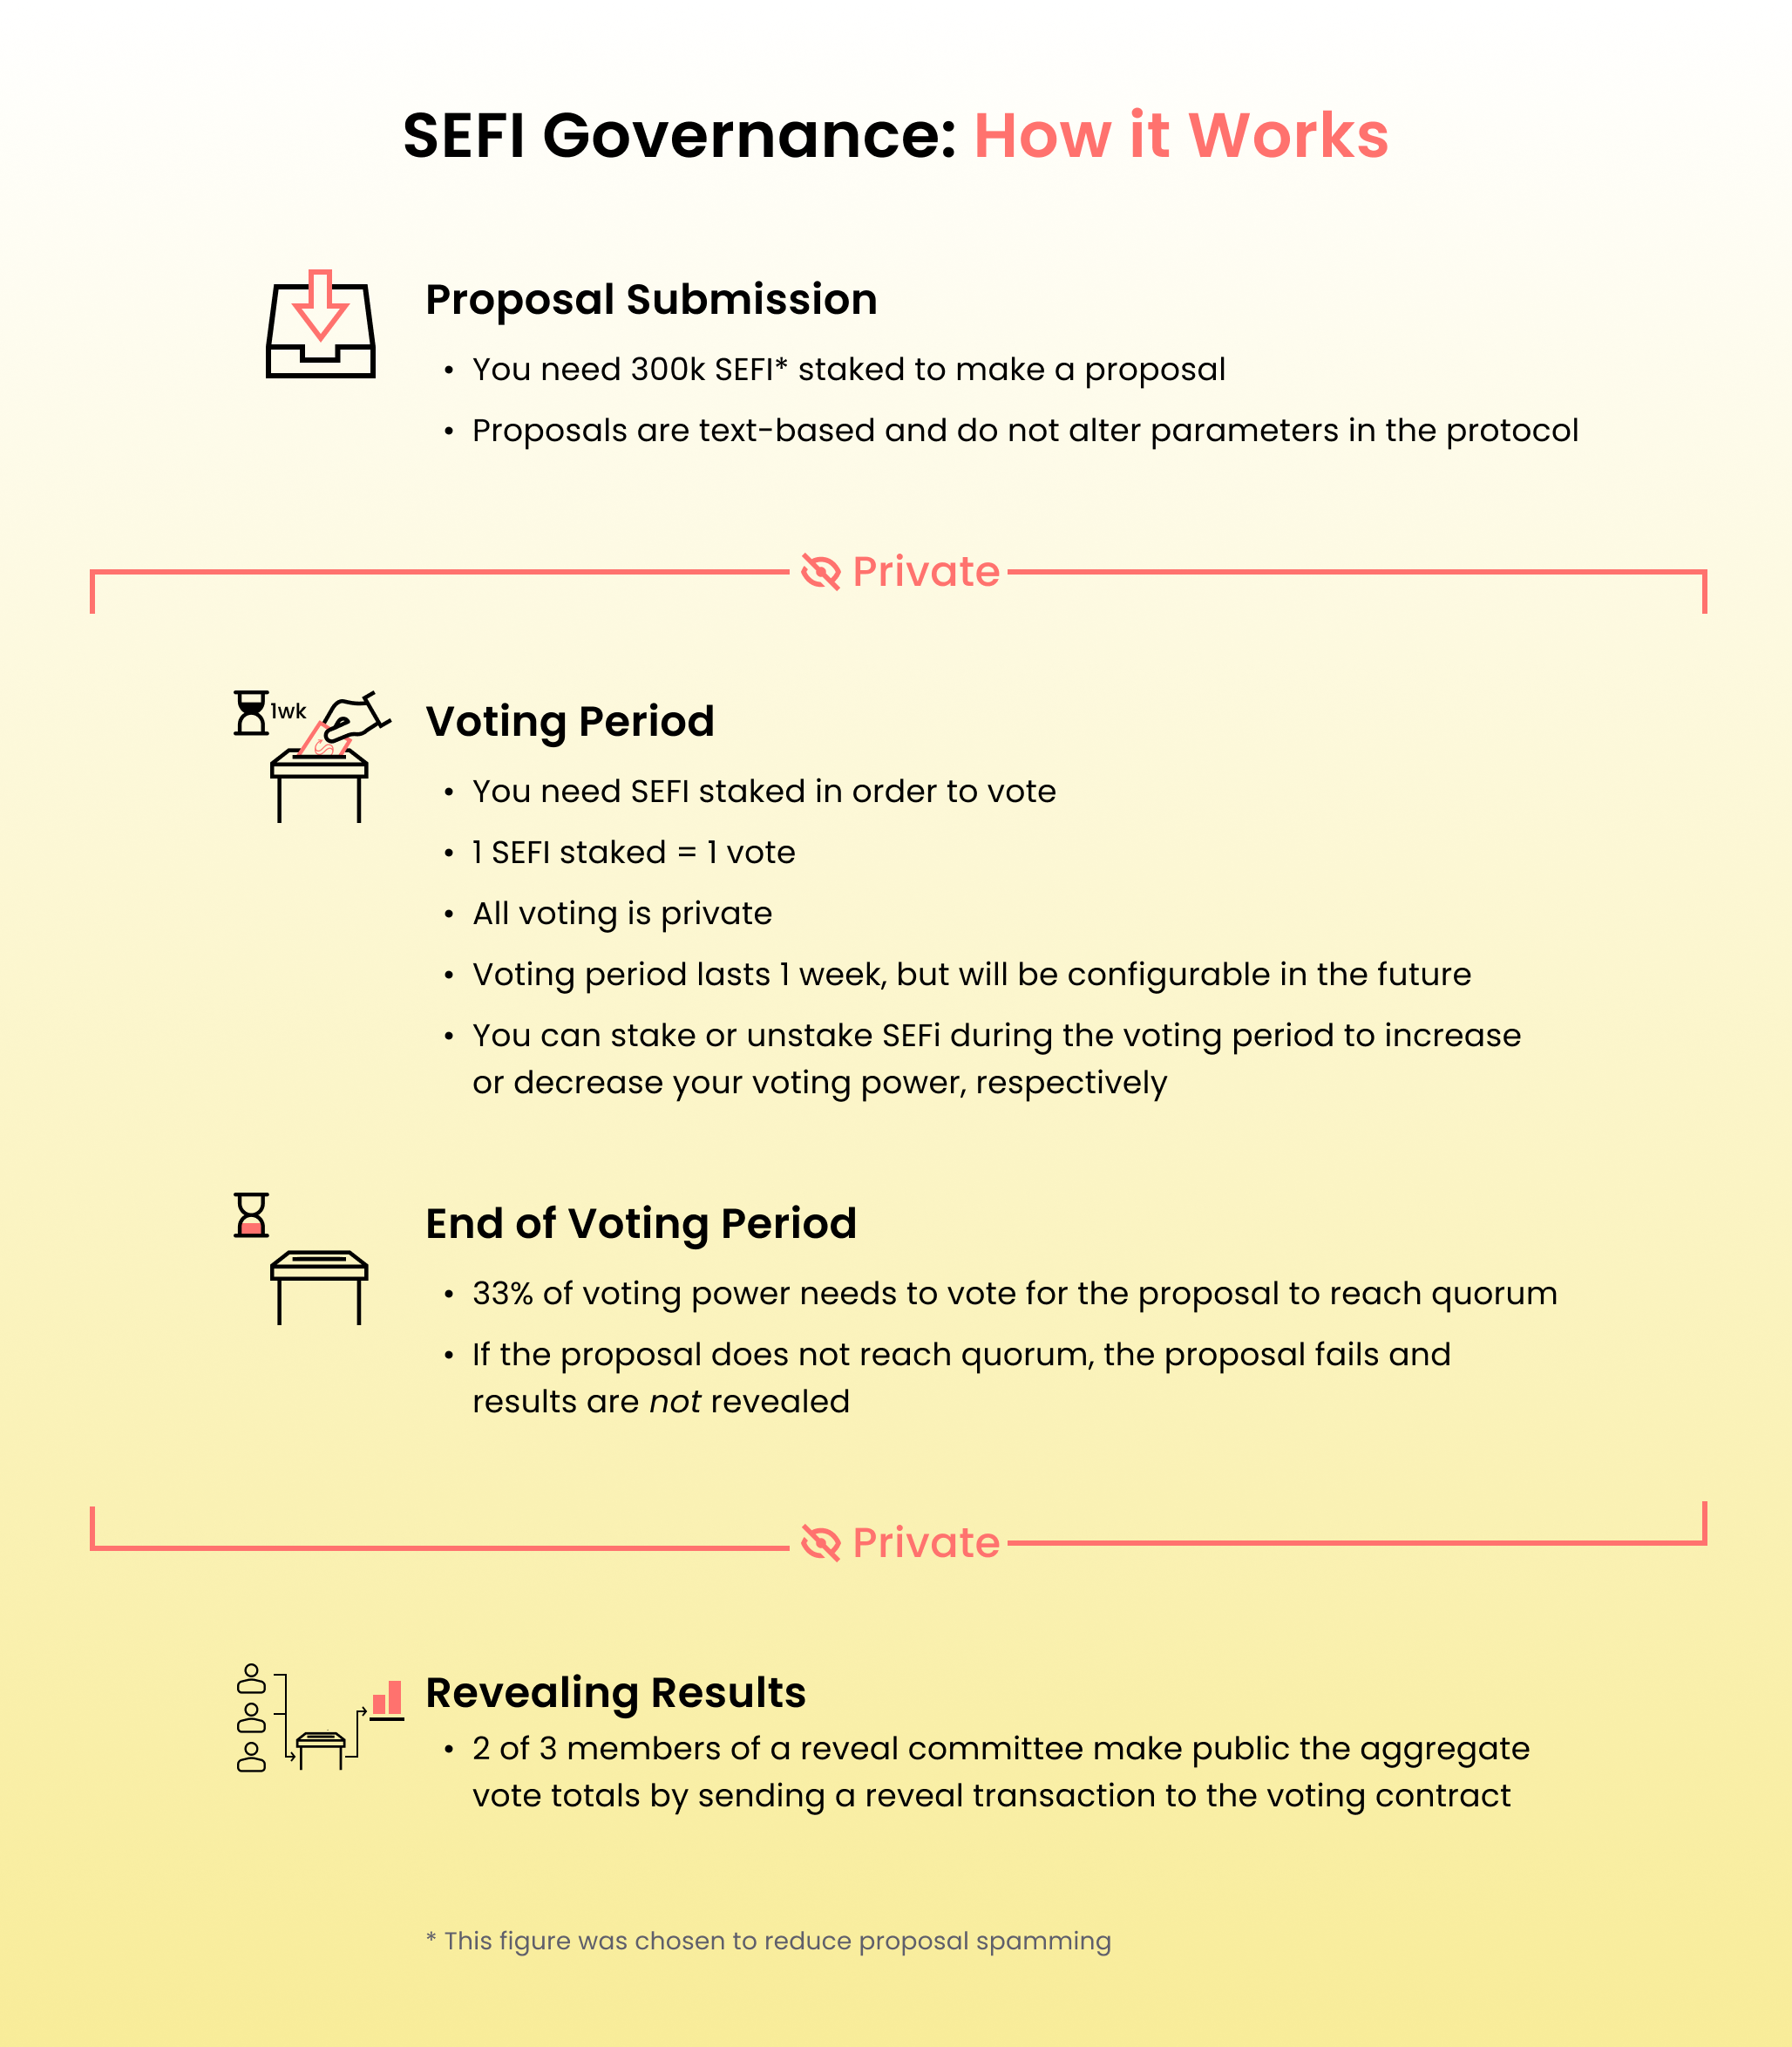 SEFI Governance: How it Works
Proposal Submission
• You need 300k SEFI* staked to make a proposal
• Proposals are text-based and do not alter parameters in the protocol
Private
1wk
Voting Period
• You need SEFI staked in order to vote
• 1 SEFI staked = 1 vote
• All voting is private
• Voting period lasts 1 week, but will be configurable in the future
• You can stake or unstake SEFi during the voting period to increase
or decrease your voting power, respectively
End of Voting Period
• 33% of voting power needs to vote for the proposal to reach quorum
• If the proposal does not reach quorum, the proposal fails and
results are not revealed
Private
Revealing Results
• 2 of 3 members of a reveal committee make public the aggregate
vote totals by sending a reveal transaction to the voting contract
* This figure was chosen to reduce proposal spamming